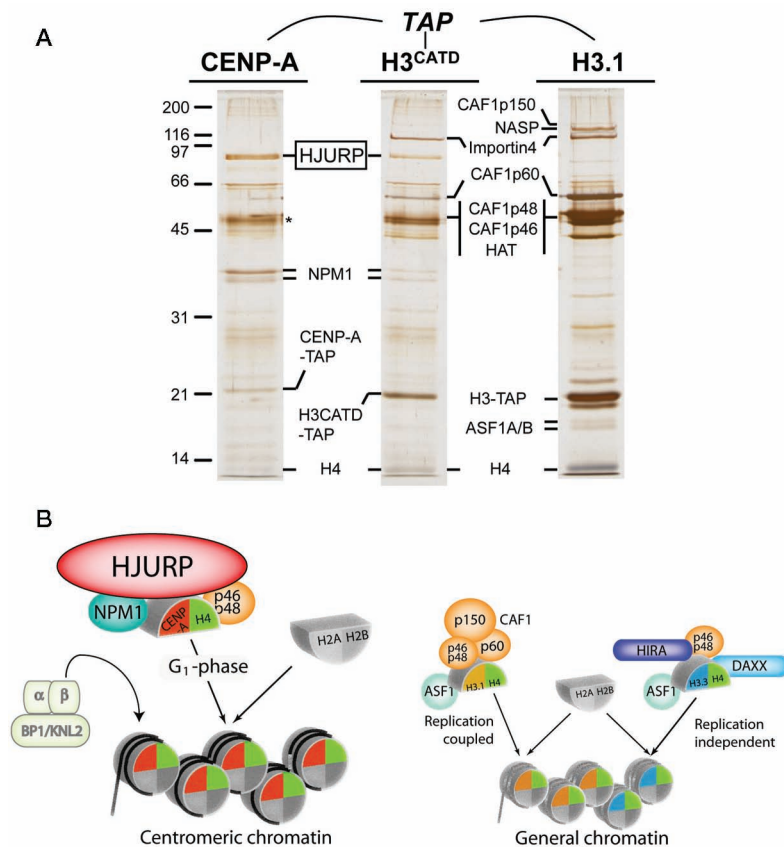 A
TAP
CENP-A
H3CATD
H3.1
200
116
97
66
45
31
21
14
HJURP
*
NPM1
CENP-A
-TAP
H3CATD
-TAP
H4
CAF1p150
NASP
Importin4
CAF1p60
CAF1p48
CAF1p46
HAT
H3-TAP
ASF1A/B
H4
B
HJURP
NPM1
CENP
-A
H4
p46
p48
G1-phase
H2A H2B
α β
BP1/KNL2
Centromeric chromatin
p150
CAF1
p46
p48
p60
ASF1
H3.1
H4
Replication
coupled
H2A H2B
HIRA
p46
p48
DAXX
ASF1
H3.3
H4
Replication
independent
General chromatin